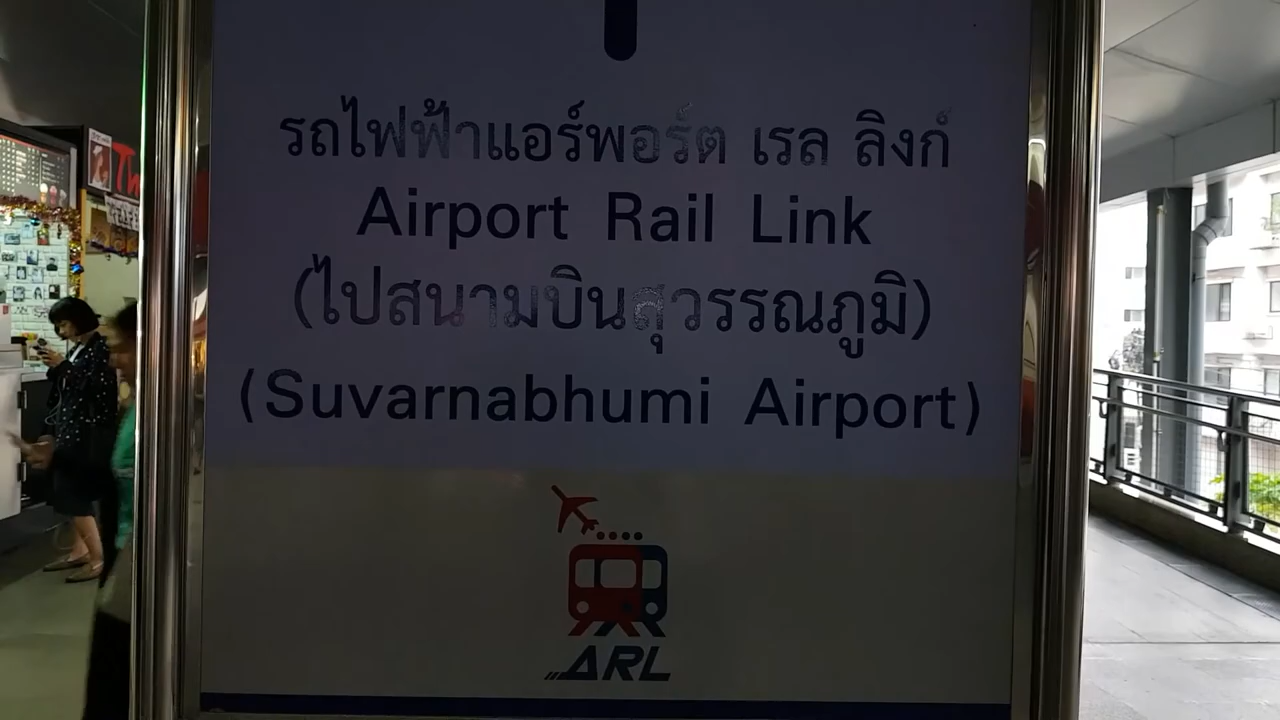 รถไฟฟ้าแอร์พอร์ต เรล ลิงก์
Airport Rail Link
(ไปสนามบินสุวรรณภูมิ)
(Suvarnabhumi Airport)
ARL